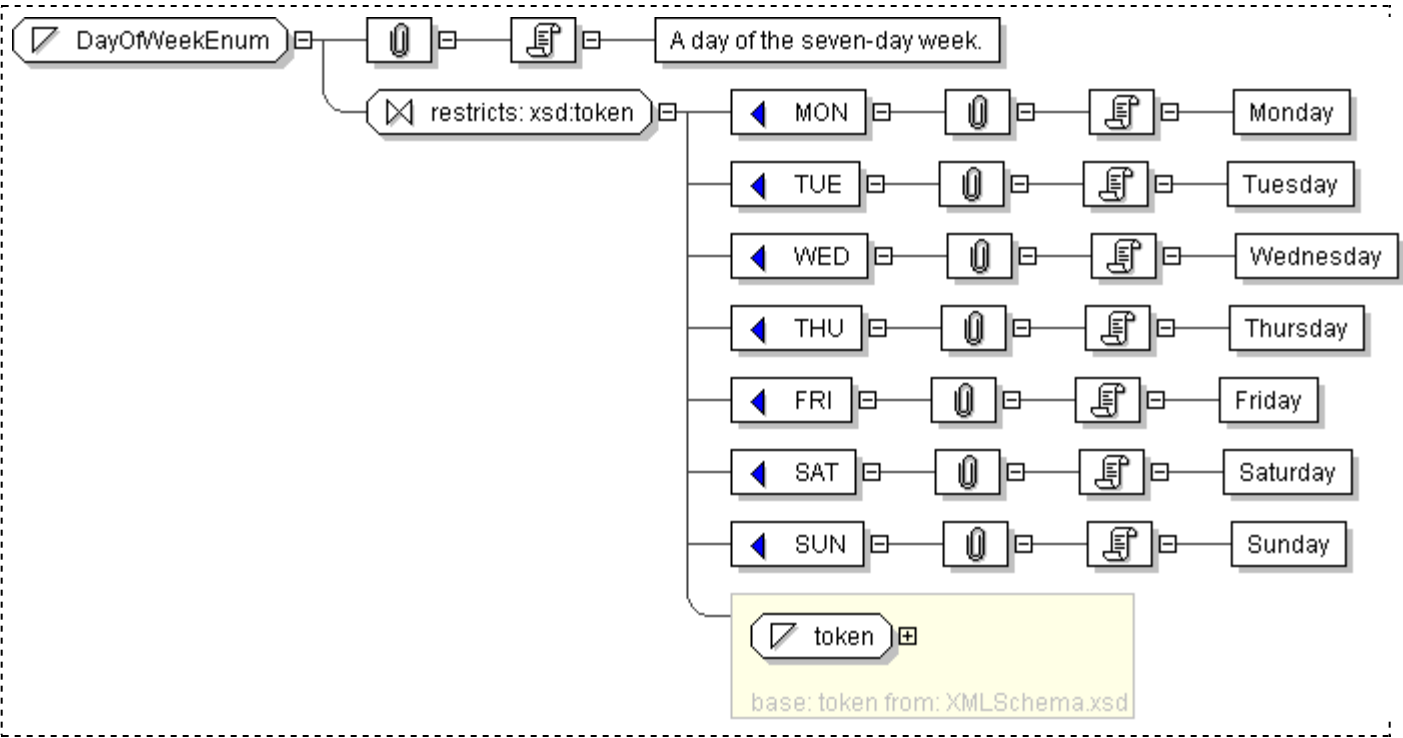 DayOfWeekEnum A day of the seven-day week.
restricts: xsd:token MON Monday
TUE Tuesday
WED Wednesday
THU Thursday
FRI Friday
SAT Saturday
SUN Sunday
token
base: token from: XMLSchema.xsd